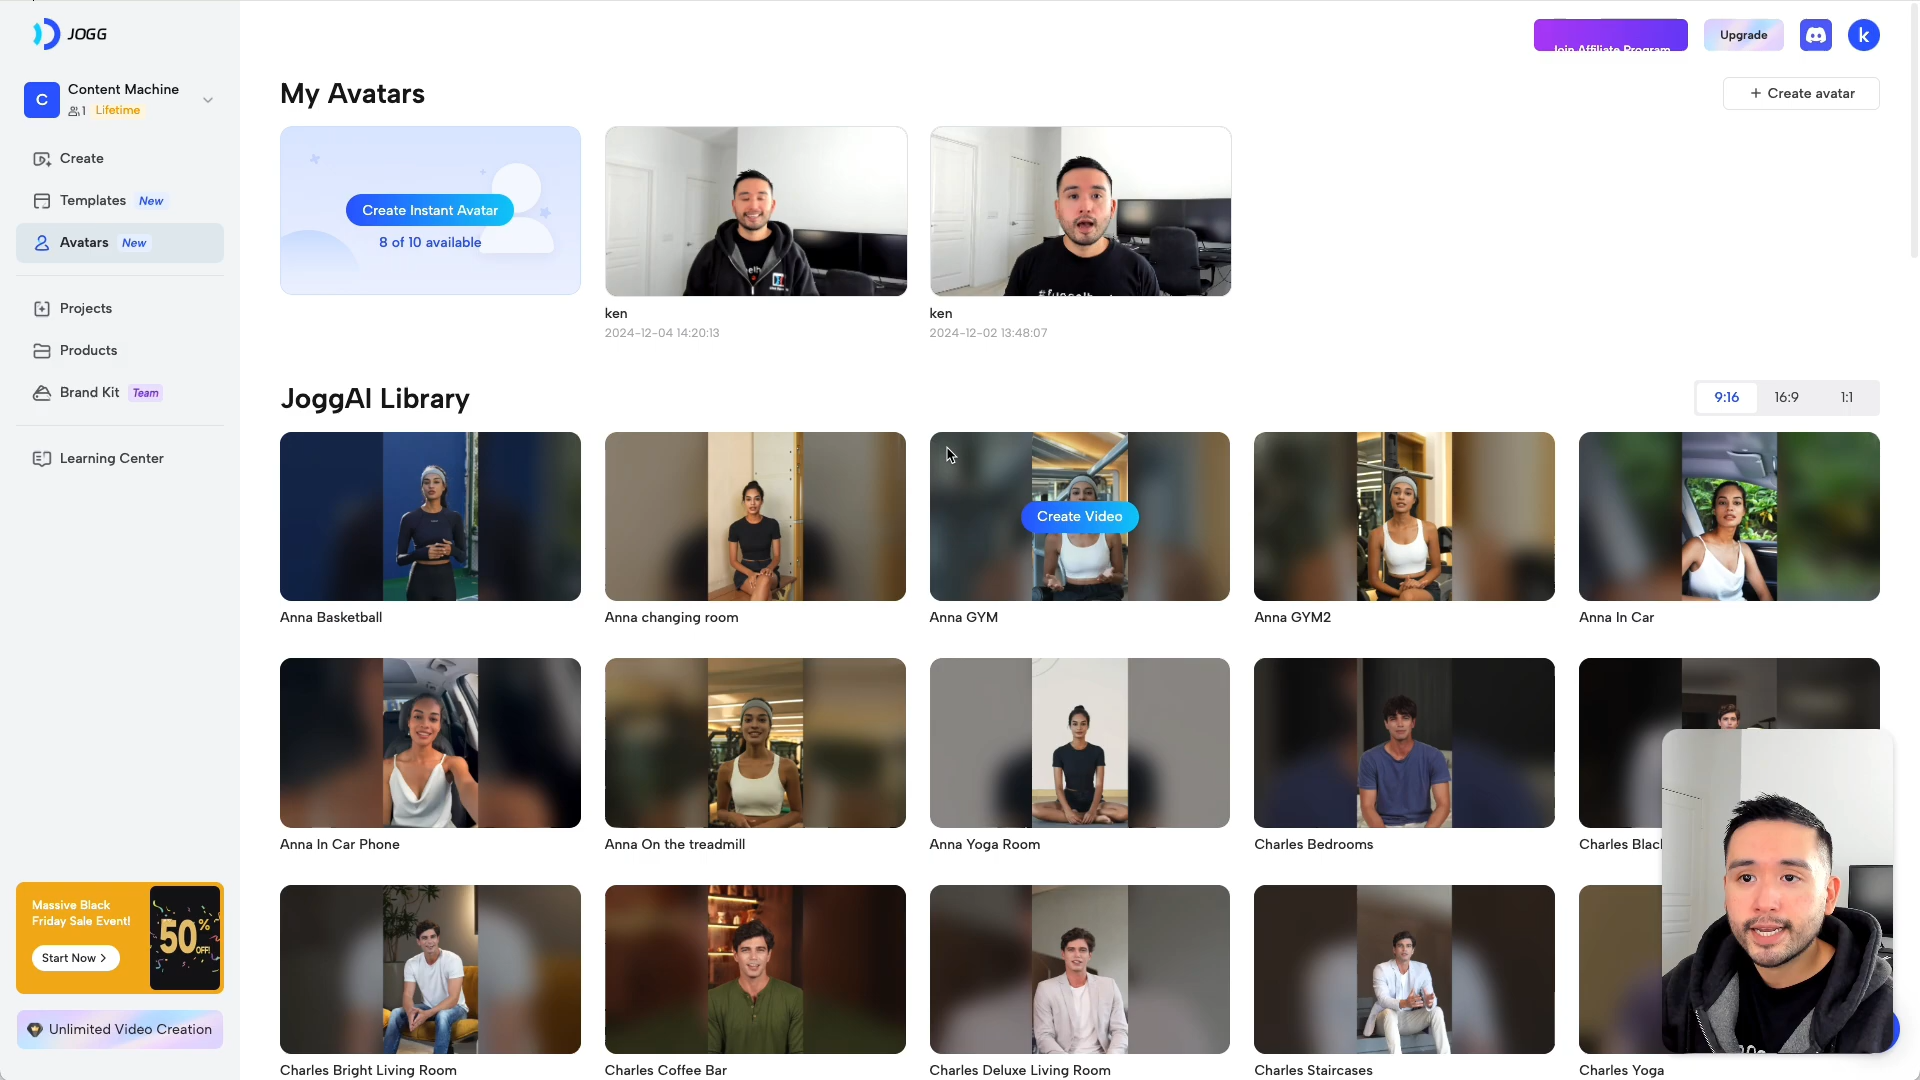 JOGG
Join Affiliate Program
Upgrade
k
C
Content Machine
1 Lifetime
My Avatars
+ Create avatar
Create
Templates New
Avatars New
Projects
Products
Brand Kit Team
Learning Center
Create Instant Avatar
8 of 10 available
ken
2024-12-04 14:20:13
ken
2024-12-02 13:48:07
JoggAI Library
9:16 16:9 1:1
Create Video
Anna Basketball
Anna changing room
Anna GYM
Anna GYM2
Anna In Car
Anna In Car Phone
Anna On the treadmill
Anna Yoga Room
Charles Bedrooms
Charles
Charles Bright Living Room
Charles Coffee Bar
Charles Deluxe Living Room
Charles Staircases
Charles Yoga
Massive Black
Friday Sale Event!
Start Now >
50% OFF!
Unlimited Video Creation